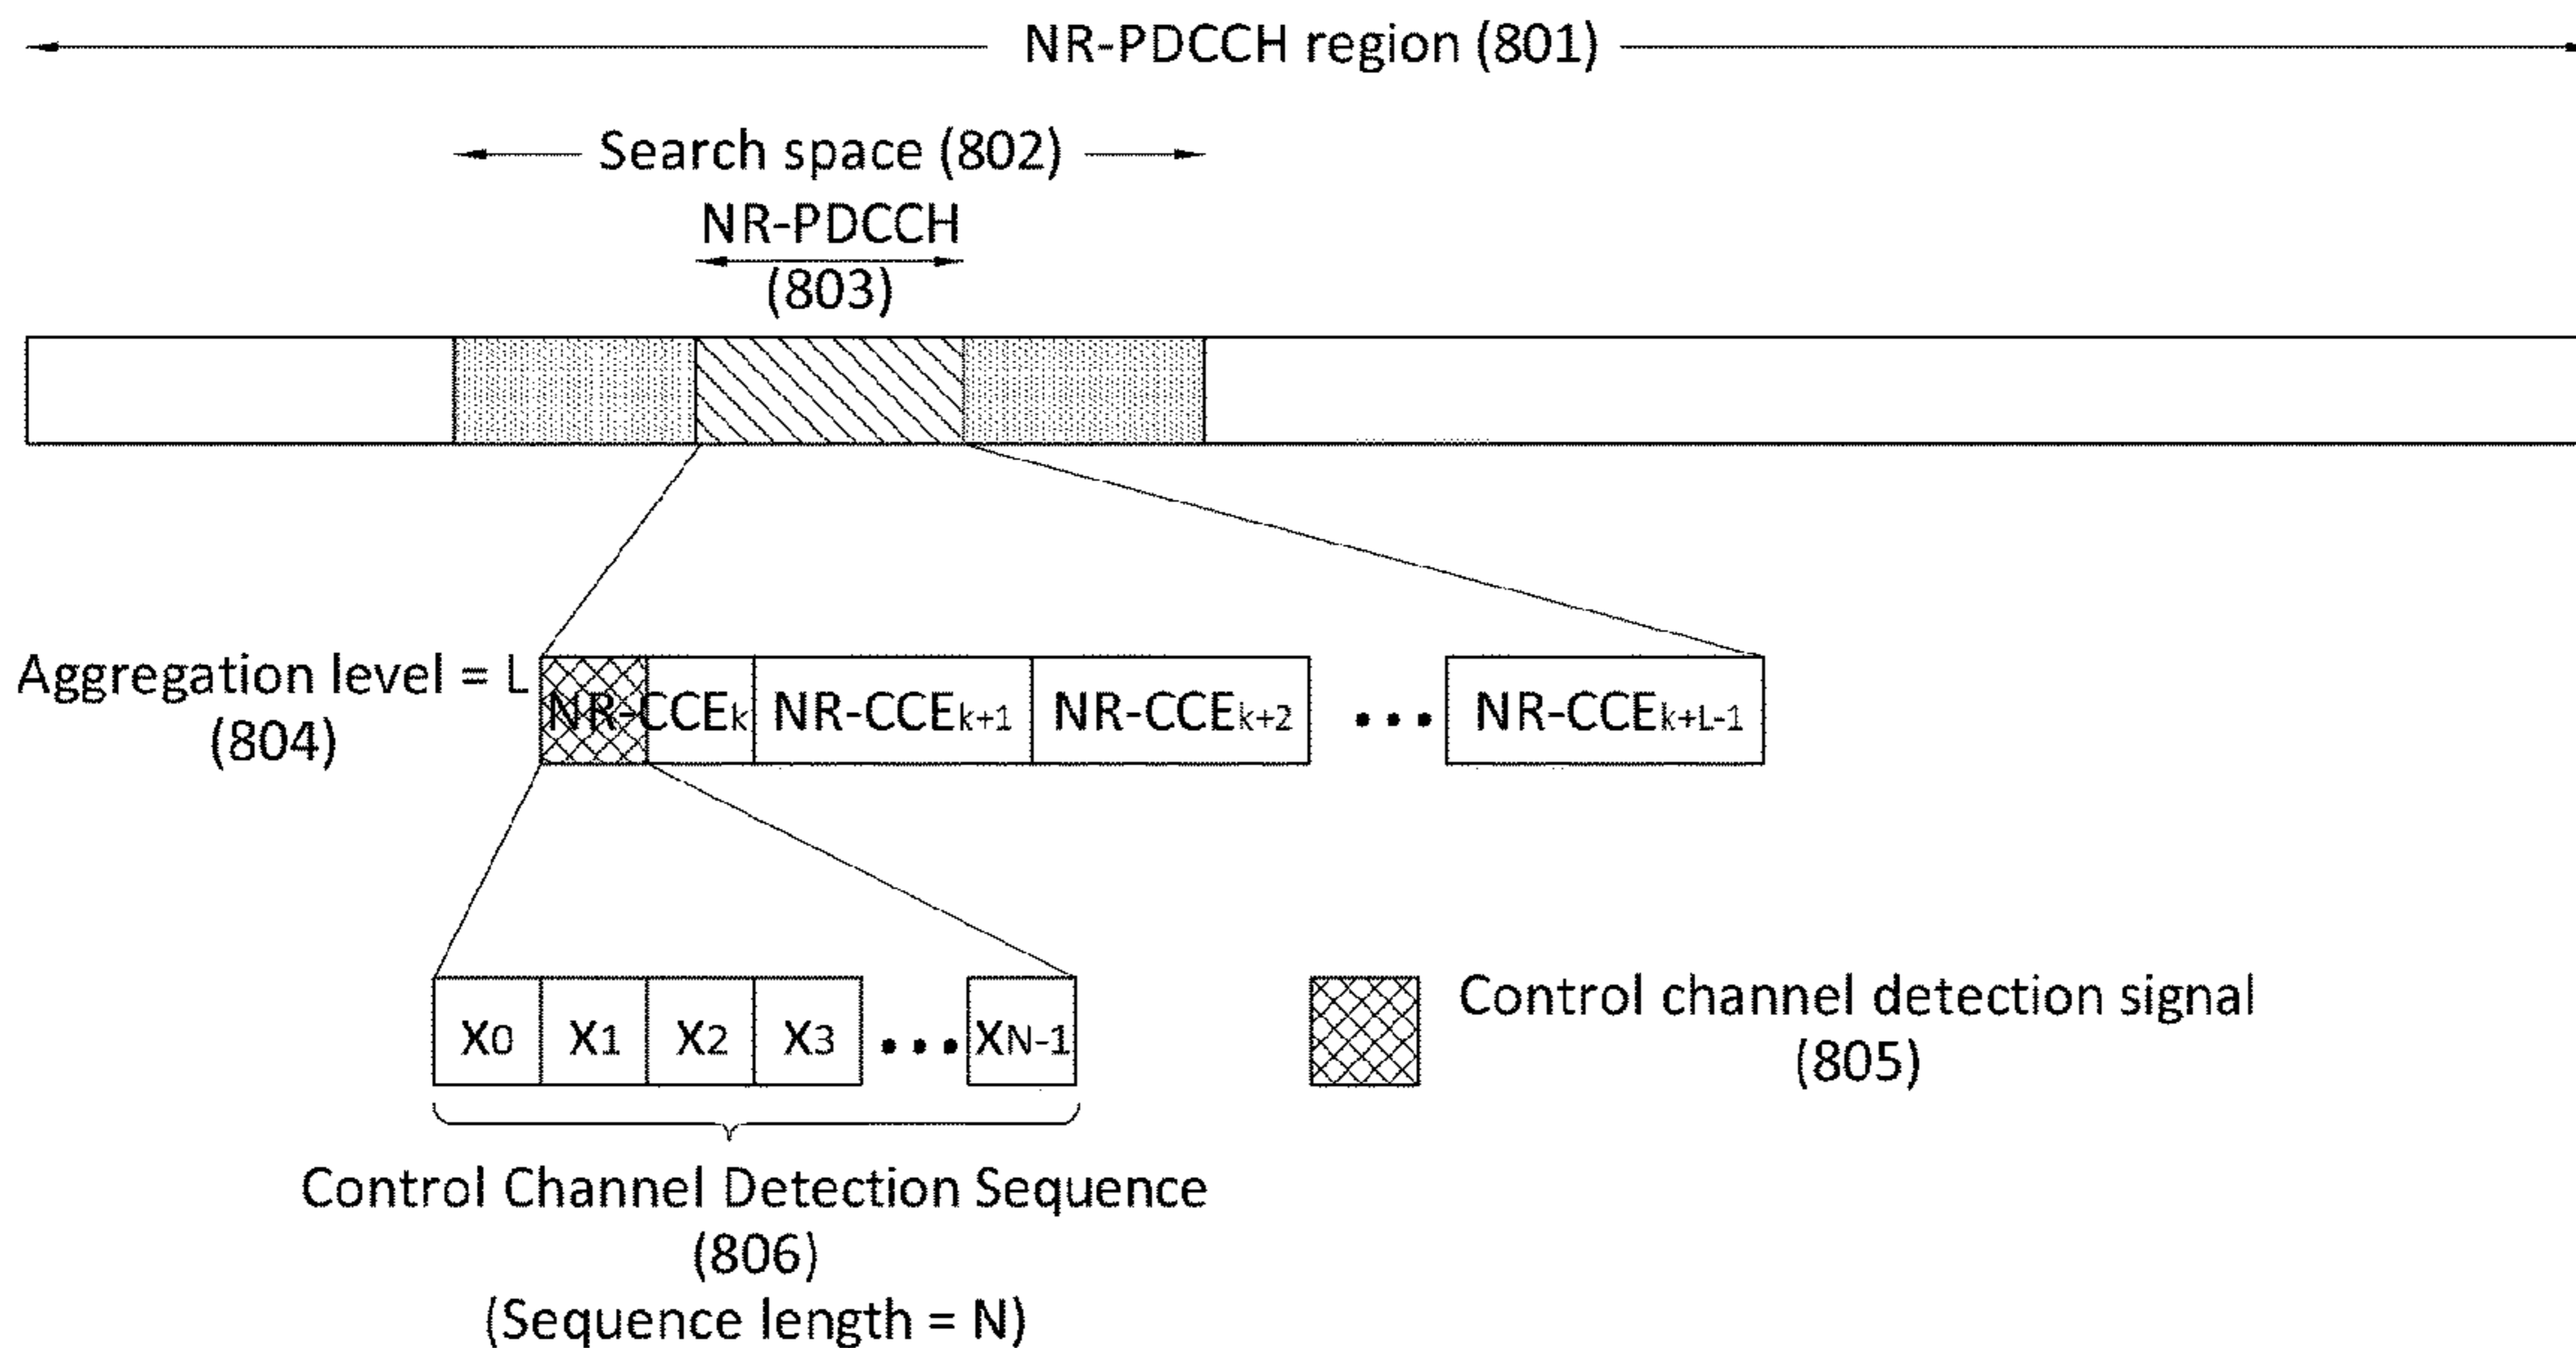 NR-PDCCH region (801)
Search space (802)
NR-PDCCH
(803)
Aggregation level = L
(804)
NR-CCEk NR-CCEk+1 NR-CCEk+2 ••• NR-CCEk+L-1
X0 X1 X2 X3 ••• XN-1
Control channel detection signal
(805)
Control Channel Detection Sequence
(806)
(Sequence length = N)